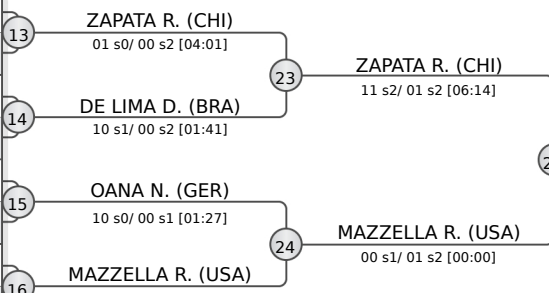 ZAPATA R. (CHI)
13
01 s0/ 00 s2 [04:01]
ZAPATA R. (CHI)
23
11 s2/ 01 s2 [06:14]
DE LIMA D. (BRA)
14
10 s1/ 00 s2 [01:41]
OANA N. (GER)
15
10 s0/ 00 s1 [01:27]
MAZZELLA R. (USA)
24
00 s1/ 01 s2 [00:00]
MAZZELLA R. (USA)
16